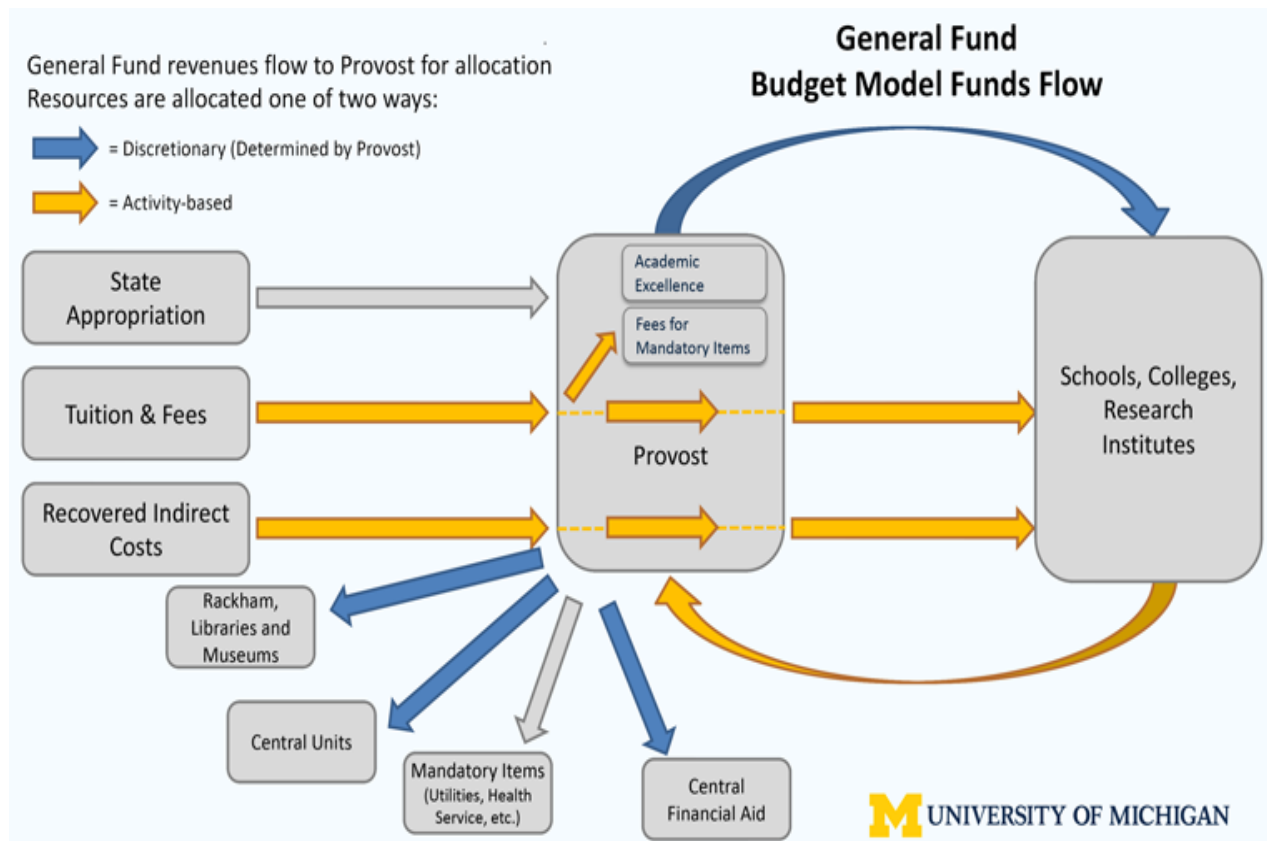 General Fund
Budget Model Funds Flow
General Fund revenues flow to Provost for allocation
Resources are allocated one of two ways:
= Discretionary (Determined by Provost)
= Activity-based
State
Appropriation
Tuition & Fees
Recovered Indirect
Costs
Academic
Excellence
Fees for
Mandatory Items
Provost
Schools, Colleges,
Research
Institutes
Rackham,
Libraries and
Museums
Central Units
Mandatory Items
(Utilities, Health
Service, etc.)
Central
Financial Aid
M UNIVERSITY OF MICHIGAN